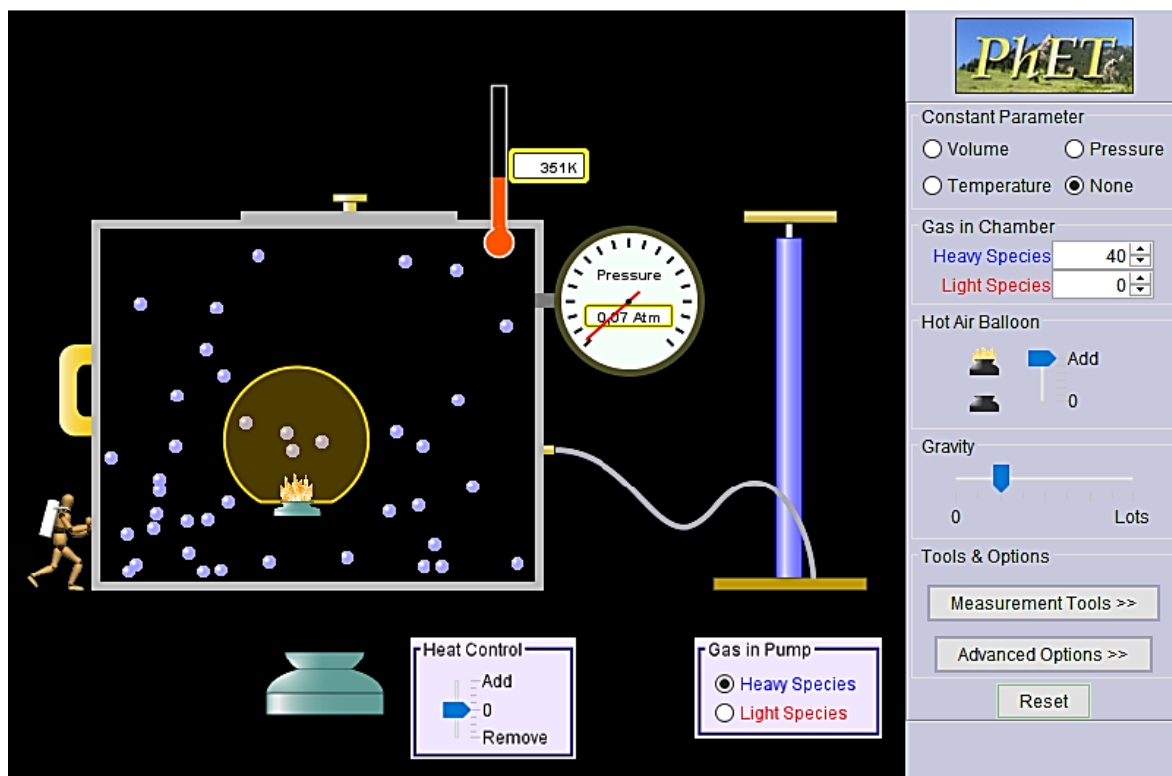 PhET
Constant Parameter
Volume Pressure
Temperature None
Gas in Chamber
Heavy Species 40
Light Species 0
Hot Air Balloon
Add
0
Gravity
0 Lots
Tools & Options
Measurement Tools >>
Advanced Options >>
Reset
351K
Pressure
0,07 Atm
Heat Control
Add
0
Remove
Gas in Pump
Heavy Species
Light Species